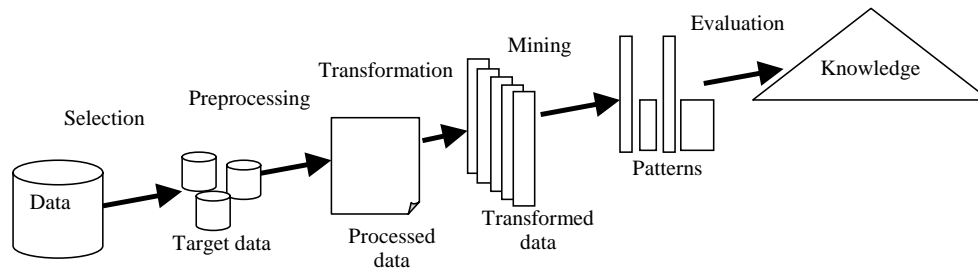 Evaluation
Mining
Knowledge
Transformation
Preprocessing
Selection
Patterns
Data
Transformed
data
Target data
Processed
data